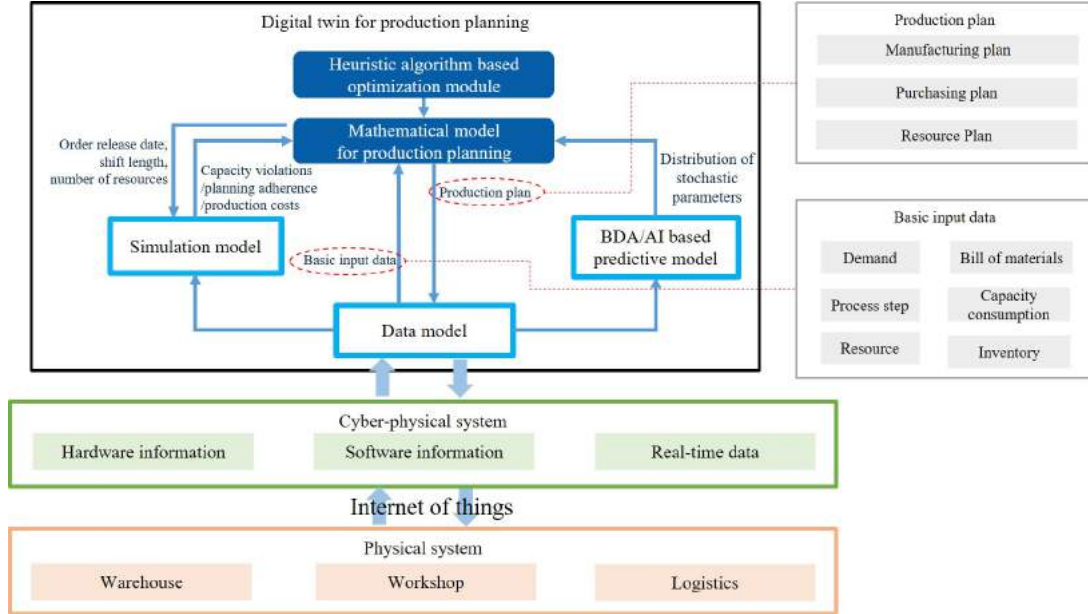 Digital twin for production planning
Heuristic algorithm based
optimization module
Mathematical model
for production planning
Order release date,
shift length,
number of resources
Capacity violations
/planning adherence
/production costs
Production plan
Distribution of
stochastic
parameters
Simulation model
Basic input data
BDA/AI based
predictive model
Data model
Production plan
Manufacturing plan
Purchasing plan
Resource Plan
Basic input data
Demand
Bill of materials
Process step
Capacity
consumption
Resource
Inventory
Cyber-physical system
Hardware information
Software information
Real-time data
Internet of things
Physical system
Warehouse
Workshop
Logistics